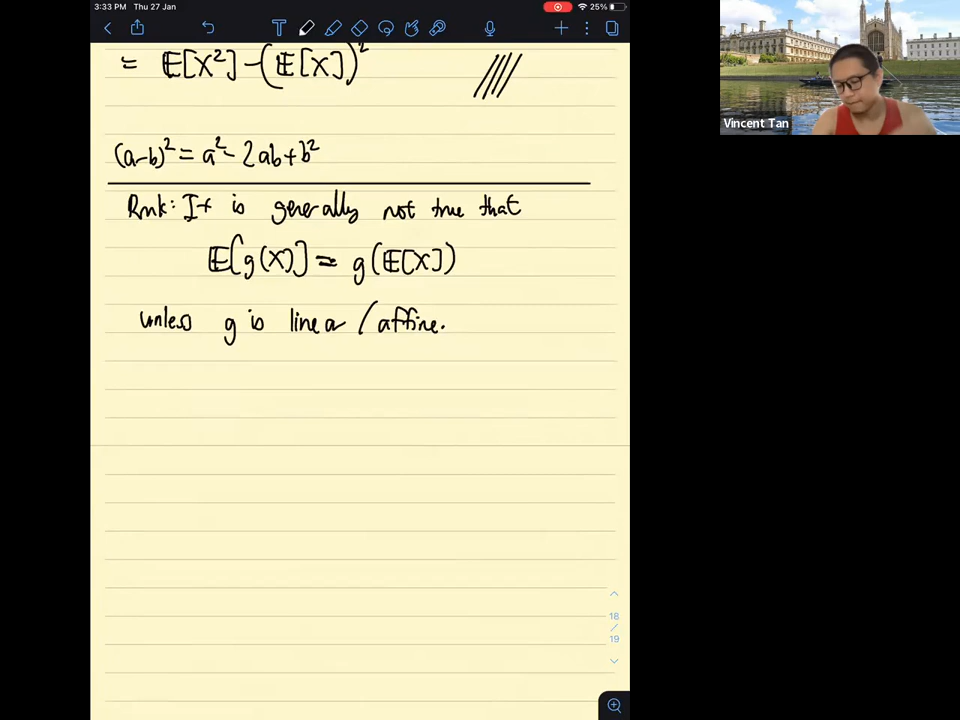 3:33 PM Thu 27 Jan
25%
= E[X²] - (E[X])²
(a-b)² = a² - 2ab + b²
Rmk: It is generally not true that
E[g(X)] = g(E[X])
unless g is linear / affine.
18
/
19
Vincent Tan